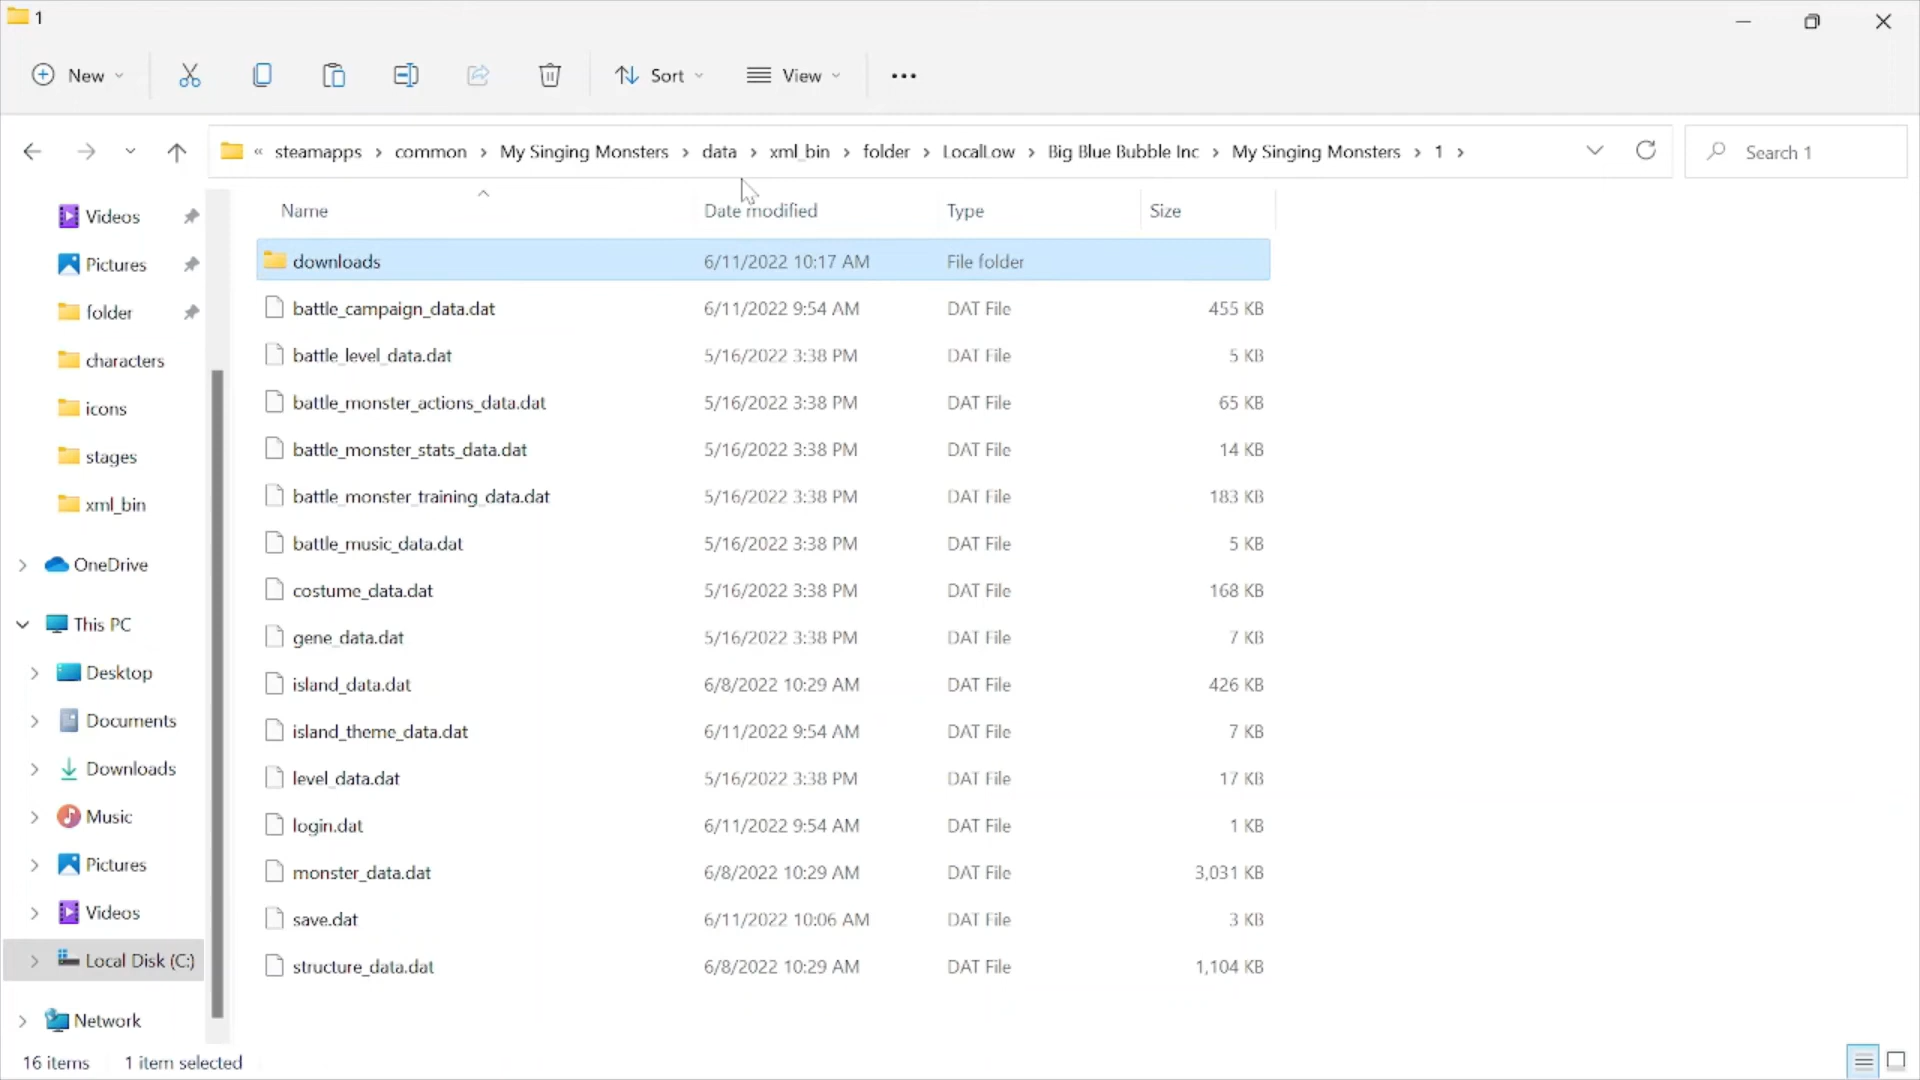 1
New Sort View
« steamapps > common > My Singing Monsters > data > xml_bin > folder > LocalLow > Big Blue Bubble Inc > My Singing Monsters > 1 > Search 1
Videos
Pictures
folder
characters
icons
stages
xml_bin
OneDrive
This PC
Desktop
Documents
Downloads
Music
Pictures
Videos
Local Disk (C:)
Network
Name Date modified Type Size
downloads 6/11/2022 10:17 AM File folder
battle_campaign_data.dat 6/11/2022 9:54 AM DAT File 455 KB
battle_level_data.dat 5/16/2022 3:38 PM DAT File 5 KB
battle_monster_actions_data.dat 5/16/2022 3:38 PM DAT File 65 KB
battle_monster_stats_data.dat 5/16/2022 3:38 PM DAT File 14 KB
battle_monster_training_data.dat 5/16/2022 3:38 PM DAT File 183 KB
battle_music_data.dat 5/16/2022 3:38 PM DAT File 5 KB
costume_data.dat 5/16/2022 3:38 PM DAT File 168 KB
gene_data.dat 5/16/2022 3:38 PM DAT File 7 KB
island_data.dat 6/8/2022 10:29 AM DAT File 426 KB
island_theme_data.dat 6/11/2022 9:54 AM DAT File 7 KB
level_data.dat 5/16/2022 3:38 PM DAT File 17 KB
login.dat 6/11/2022 9:54 AM DAT File 1 KB
monster_data.dat 6/8/2022 10:29 AM DAT File 3,031 KB
save.dat 6/11/2022 10:06 AM DAT File 3 KB
structure_data.dat 6/8/2022 10:29 AM DAT File 1,104 KB
16 items 1 item selected